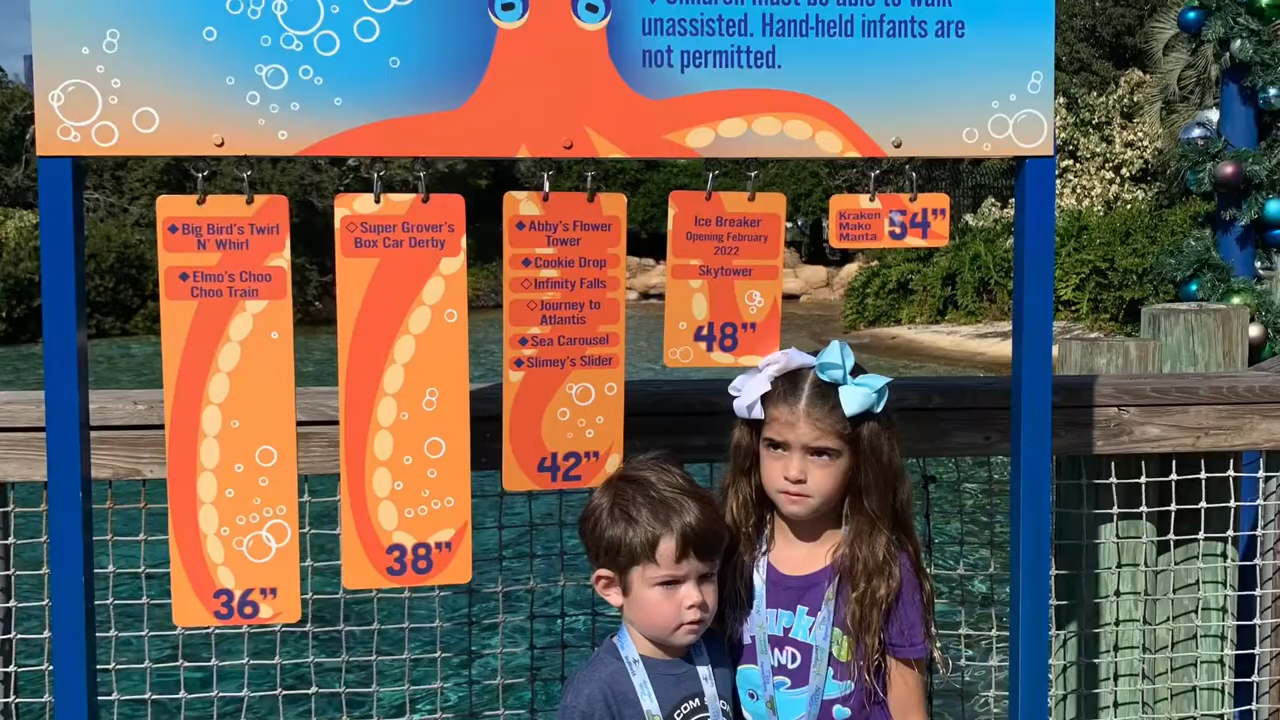 unassisted. Hand-held infants are
not permitted.
Big Bird's Twirl
N' Whirl
Elmo's Choo
Choo Train
36”
Super Grover's
Box Car Derby
38”
Abby's Flower
Tower
Cookie Drop
Infinity Falls
Journey to
Atlantis
Sea Carousel
Slimey's Slider
42”
Ice Breaker
Opening February
2022
Skytower
48”
Kraken
Mako
Manta
54”
AND
COM